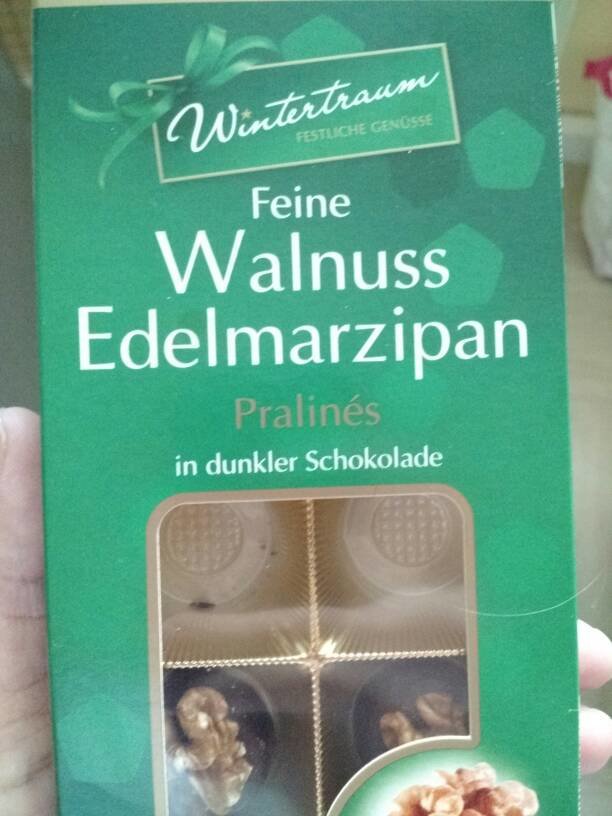 Wintertraum
FESTLICHE GENÜSSE
Feine
Walnuss
Edelmarzipan
Pralinés
in dunkler Schokolade